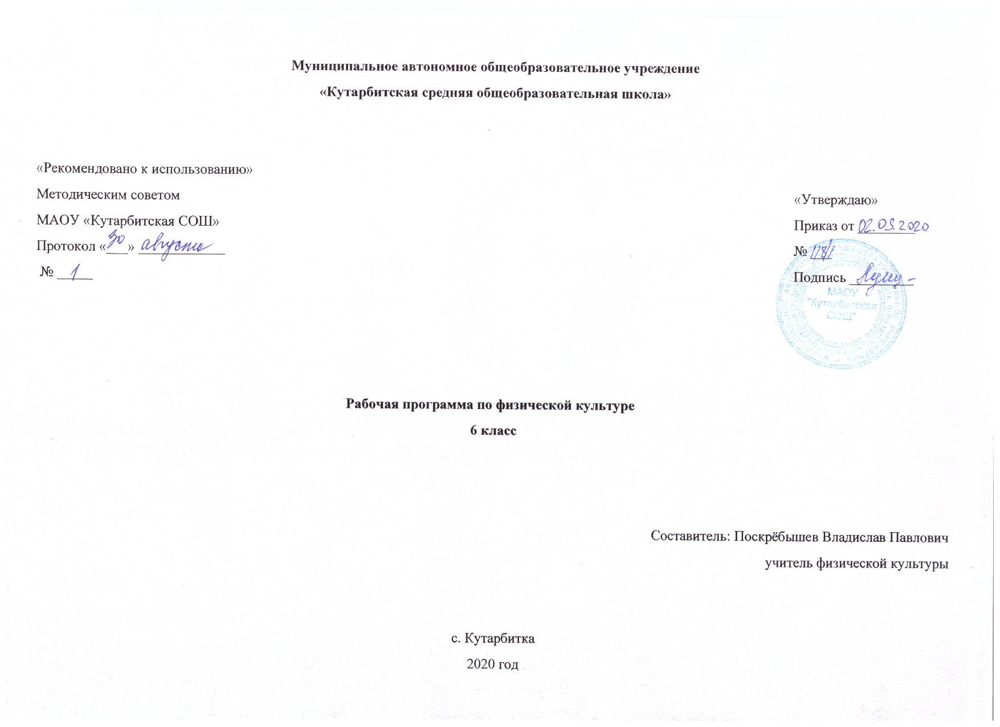 Муниципальное автономное общеобразовательное учреждение
«Кутарбитская средняя общеобразовательная школа»
«Рекомендовано к использованию»
Методическим советом
МАОУ «Кутарбитская СОШ»
Протокол «30» августа
№ 1
«Утверждаю»
Приказ от 02.09.2020
№ 118/1
Подпись
МАОУ
"Кутарбитская
СОШ"
Рабочая программа по физической культуре
6 класс
Составитель: Поскрёбышев Владислав Павлович
учитель физической культуры
с. Кутарбитка
2020 год